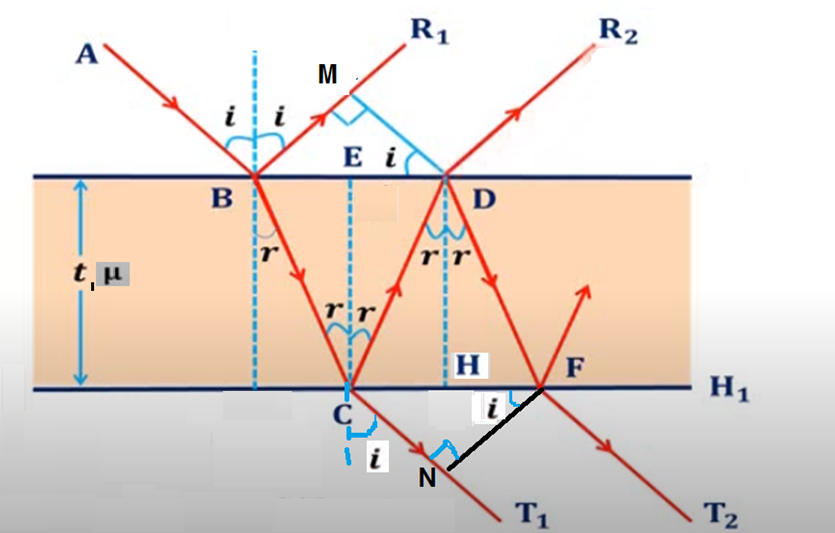 R₁
R₂
A
M
i
i
E
i
B
D
r
r
r
t, μ
r
r
H
F
H₁
C
i
i
N
T₁
T₂